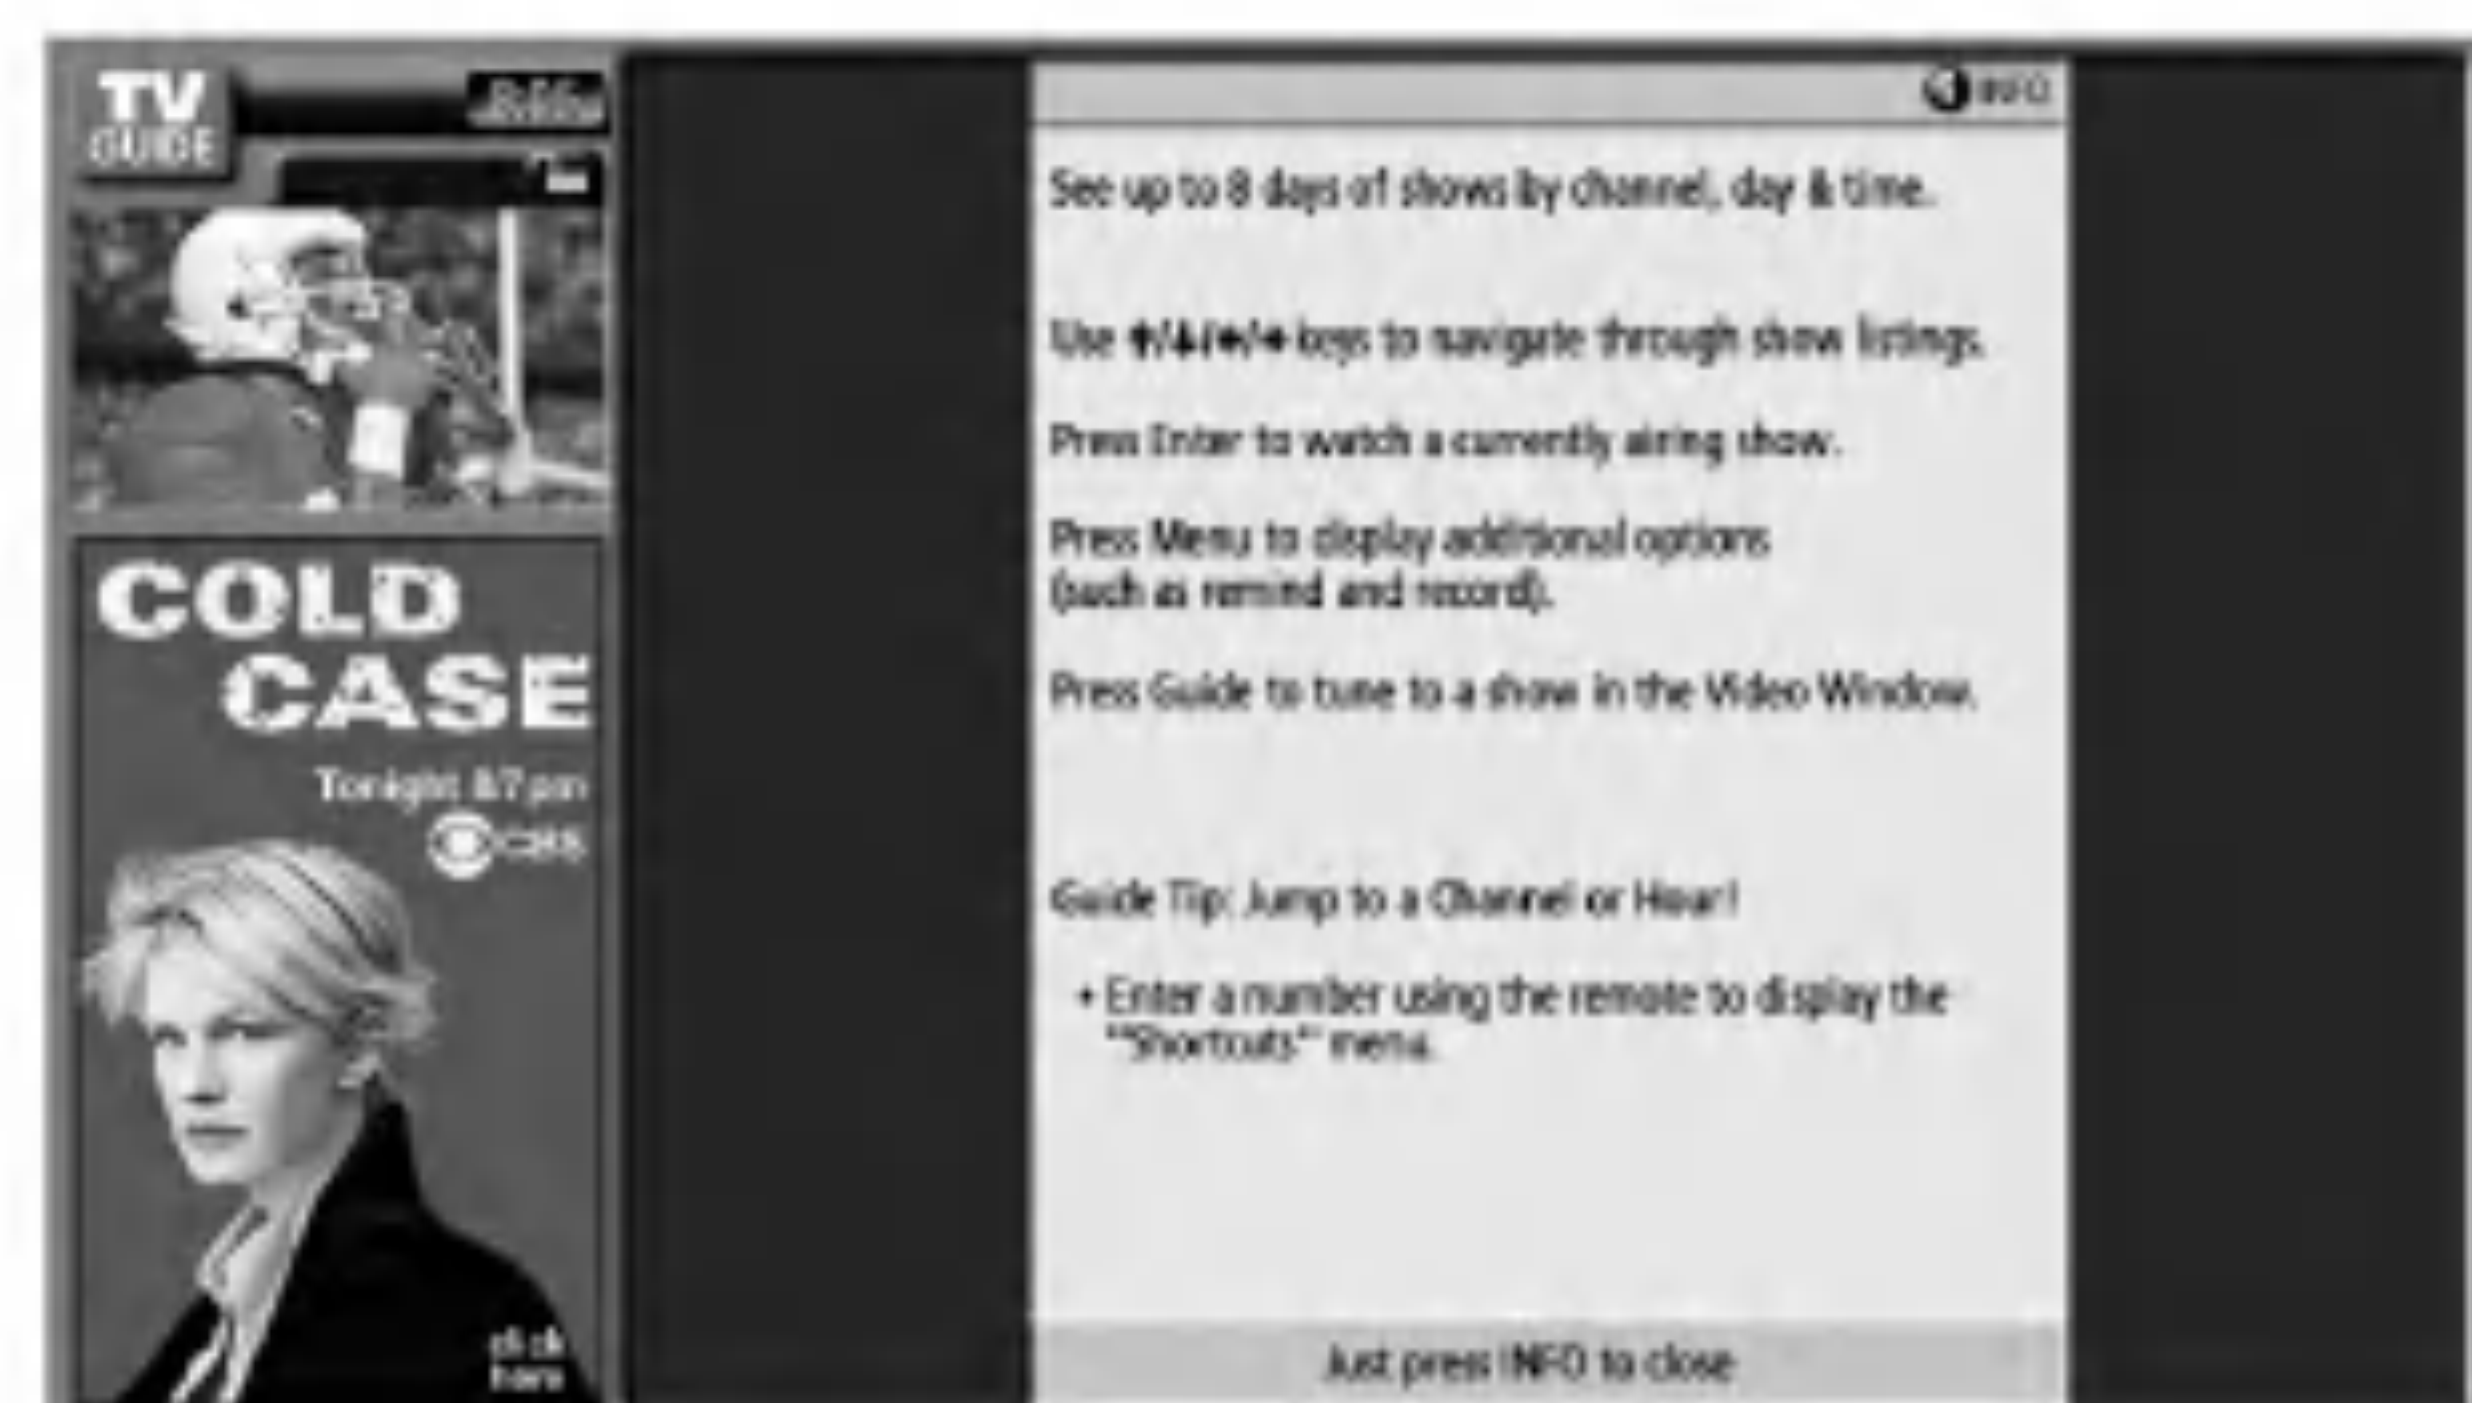 TV
GUIDE
COLD
CASE
Tonight 8/7pm
CBS
click
here
INFO
See up to 8 days of shows by channel, day & time.
Use ↑/↓/←/→ keys to navigate through show listings.
Press Enter to watch a currently airing show.
Press Menu to display additional options
(such as remind and record).
Press Guide to tune to a show in the Video Window.
Guide Tip: Jump to a Channel or Hour!
• Enter a number using the remote to display the
""Shortcuts"" menu.
Just press INFO to close